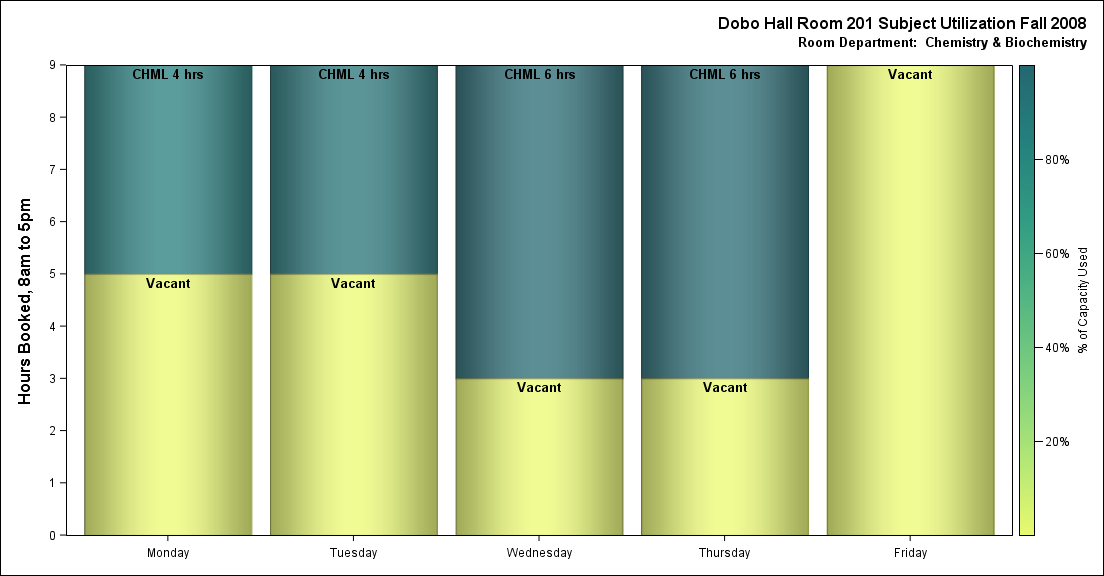 Dobo Hall Room 201 Subject Utilization Fall 2008
Room Department: Chemistry & Biochemistry
Hours Booked, 8am to 5pm
9
8
7
6
5
4
3
2
1
0
CHML 4 hrs
Vacant
CHML 4 hrs
Vacant
CHML 6 hrs
Vacant
CHML 6 hrs
Vacant
Vacant
Monday
Tuesday
Wednesday
Thursday
Friday
80%
60%
40%
20%
% of Capacity Used